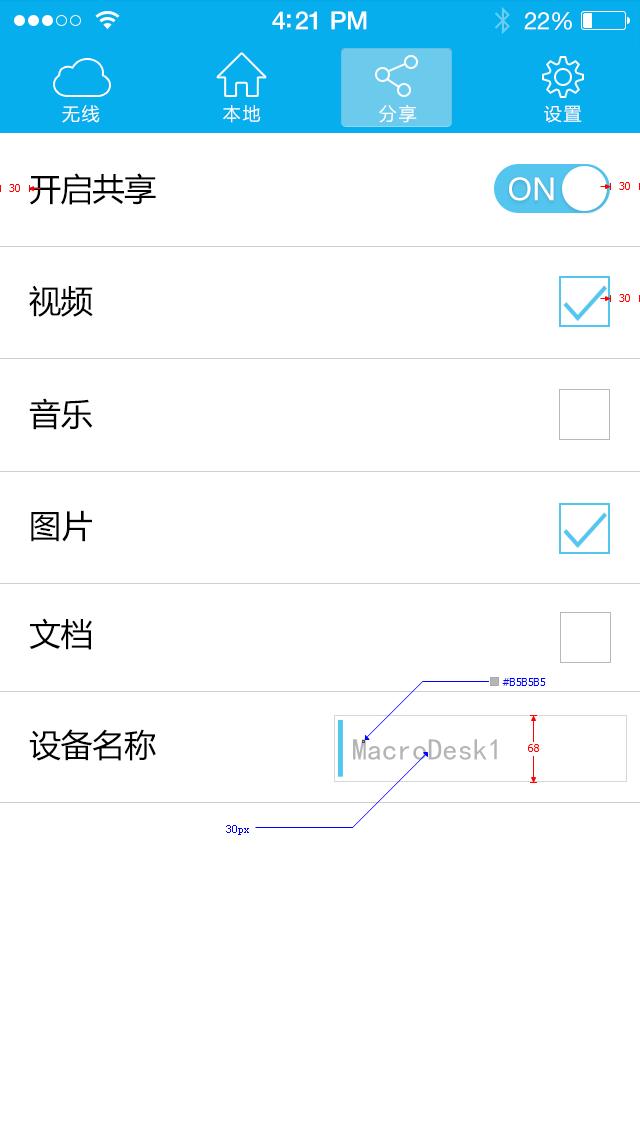 4:21 PM 22%
无线 本地 分享 设置
30 开启共享 ON 30
视频 30
音乐
图片
文档
#B5B5B5
设备名称 MacroDesk1 68
30px